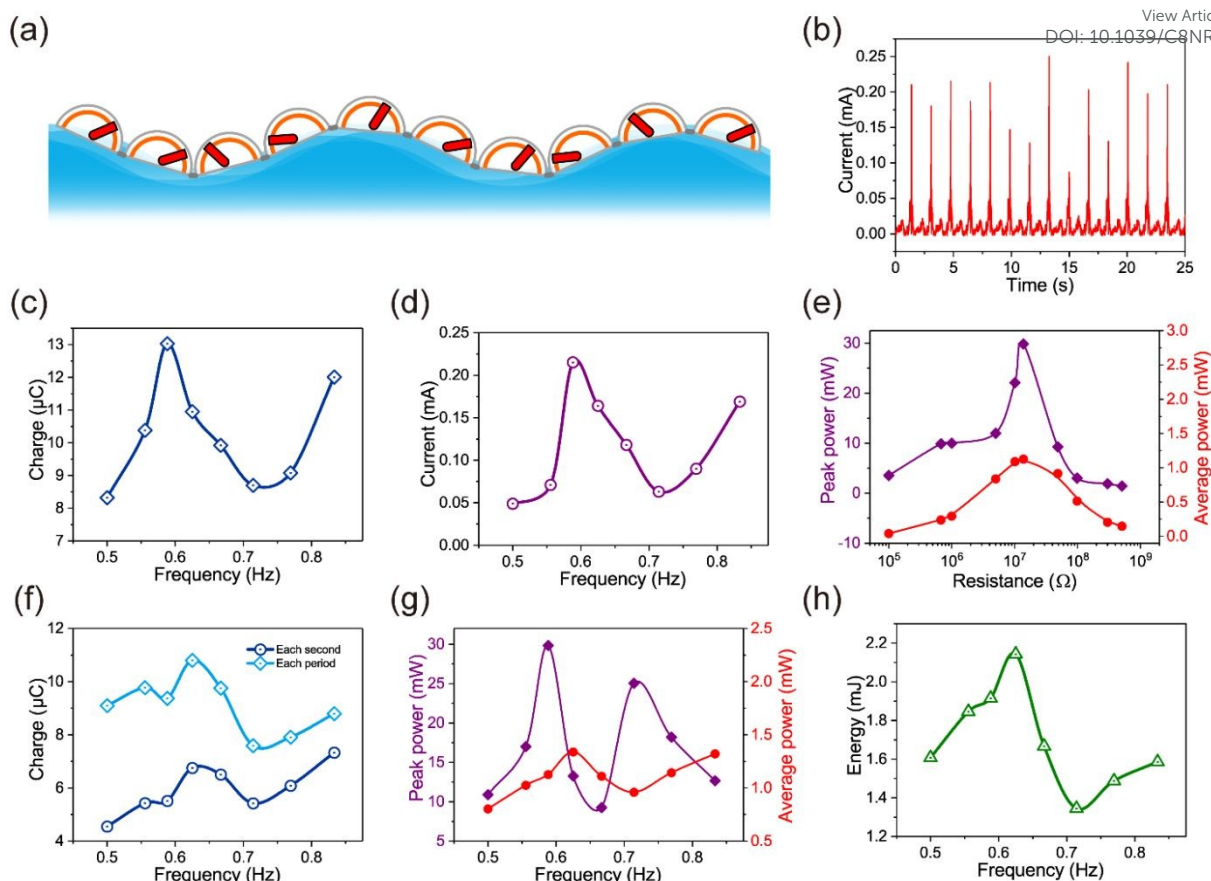 View Artic
DOI: 10.1039/C8NR
(a)
(b)
Current (mA)
0.25
0.20
0.15
0.10
0.05
0.00
0 5 10 15 20 25
Time (s)
(c)
Charge (μC)
13
12
11
10
9
8
7
0.5 0.6 0.7 0.8
Frequency (Hz)
(d)
Current (mA)
0.25
0.20
0.15
0.10
0.05
0.00
0.5 0.6 0.7 0.8
Frequency (Hz)
(e)
Peak power (mW)
30
20
10
0
-10
10⁵ 10⁶ 10⁷ 10⁸ 10⁹
Resistance (Ω)
3.0
2.5
2.0
1.5
1.0
0.5
0.0
Average power (mW)
(f)
Charge (μC)
12
10
8
6
4
Each second
Each period
0.5 0.6 0.7 0.8
Frequency (Hz)
(g)
Peak power (mW)
30
25
20
15
10
5
0.5 0.6 0.7 0.8
Frequency (Hz)
2.5
2.0
1.5
1.0
0.5
Average power (mW)
(h)
Energy (mJ)
2.2
2.0
1.8
1.6
1.4
1.2
0.5 0.6 0.7 0.8
Frequency (Hz)